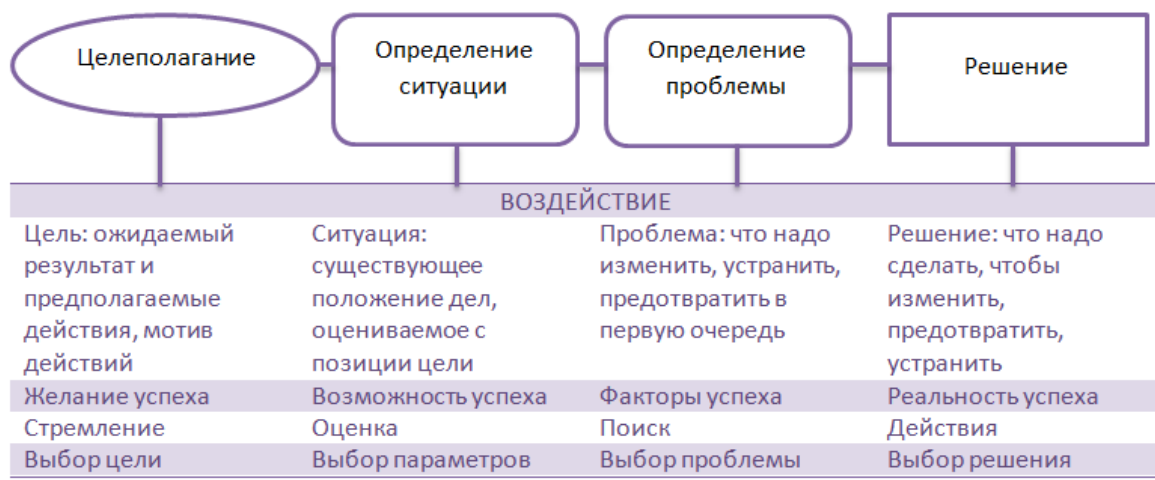 Целеполагание
Определение
ситуации
Определение
проблемы
Решение
ВОЗДЕЙСТВИЕ
Цель: ожидаемый
результат и
предполагаемые
действия, мотив
действий
Ситуация:
существующее
положение дел,
оцениваемое с
позиции цели
Проблема: что надо
изменить, устранить,
предотвратить в
первую очередь
Решение: что надо
сделать, чтобы
изменить,
предотвратить,
устранить
Желание успеха
Возможность успеха
Факторы успеха
Реальность успеха
Стремление
Оценка
Поиск
Действия
Выбор цели
Выбор параметров
Выбор проблемы
Выбор решения